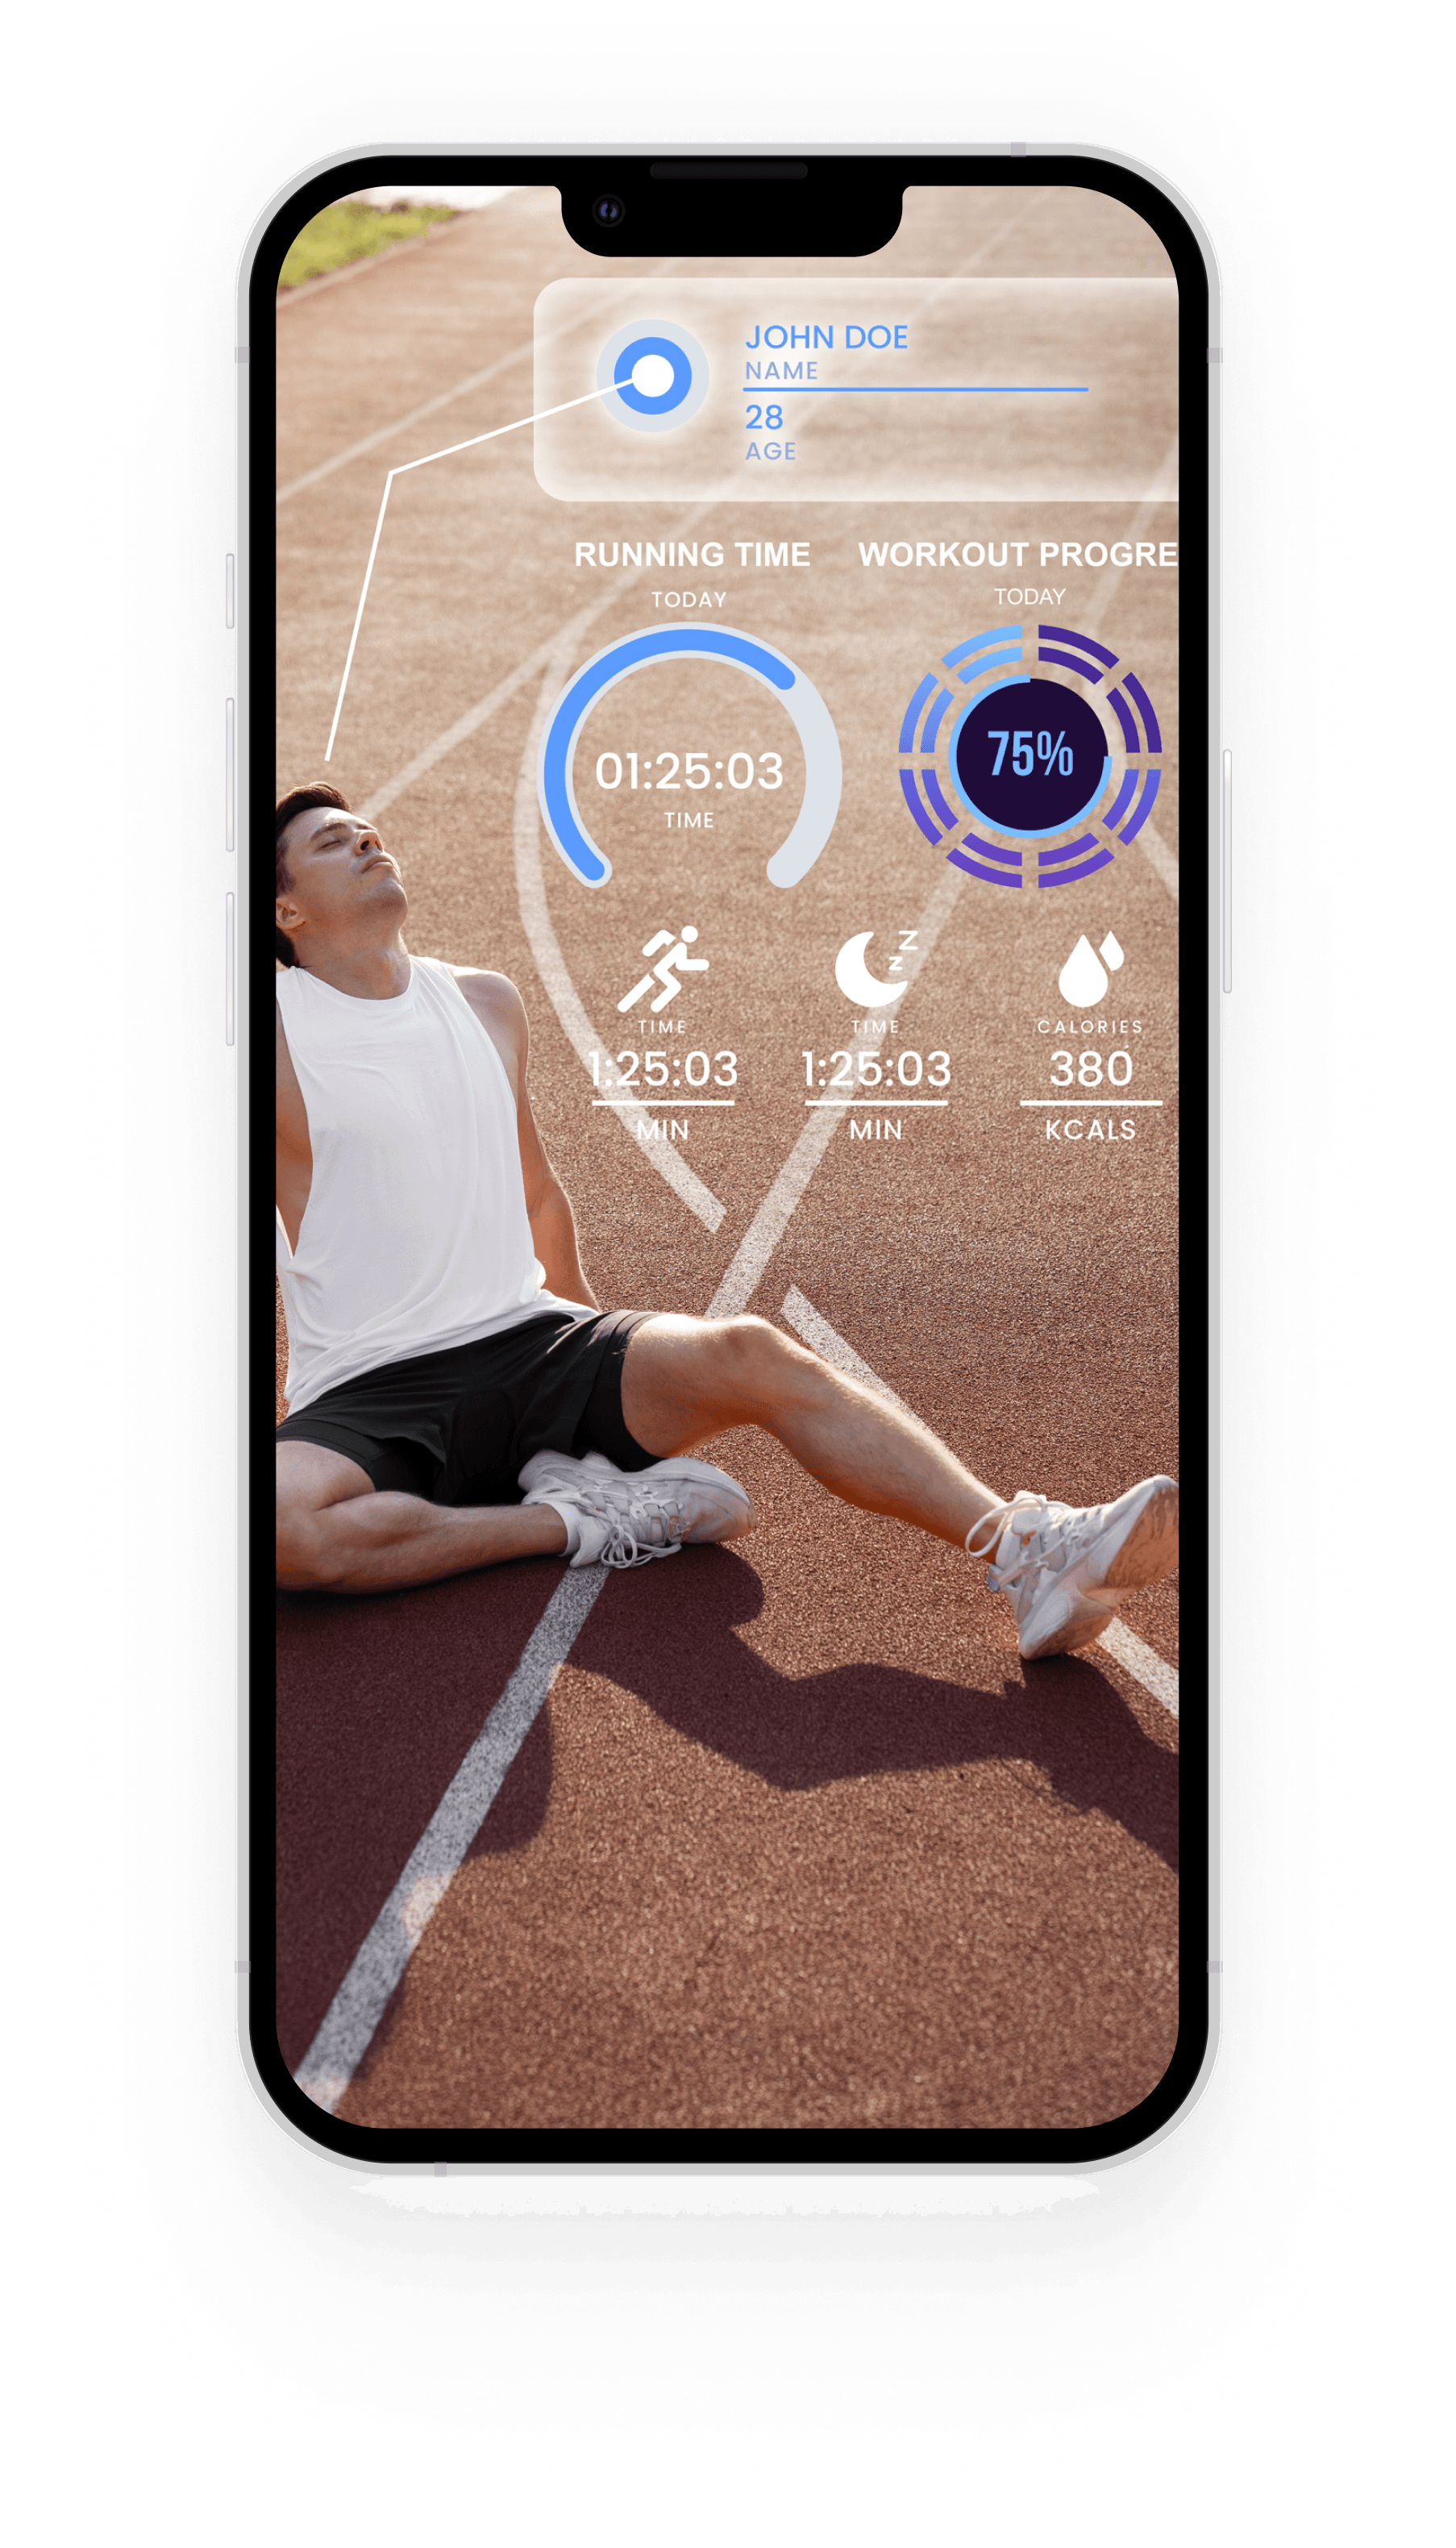 JOHN DOE
NAME
28
AGE
RUNNING TIME
TODAY
01:25:03
TIME
WORKOUT PROGRE
TODAY
75%
TIME
1:25:03
MIN
TIME
1:25:03
MIN
CALORIES
380
KCALS